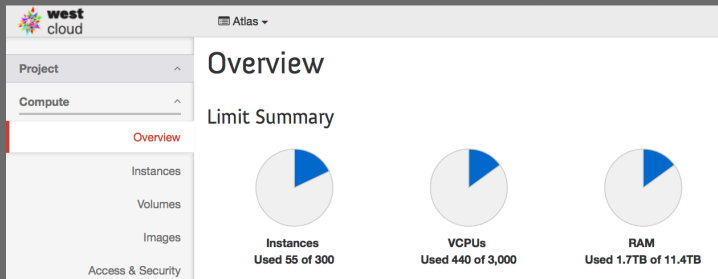 west
cloud
Atlas
Project
Compute
Overview
Instances
Volumes
Images
Access & Security
Overview
Limit Summary
Instances
Used 55 of 300
VCPUs
Used 440 of 3,000
RAM
Used 1.7TB of 11.4TB